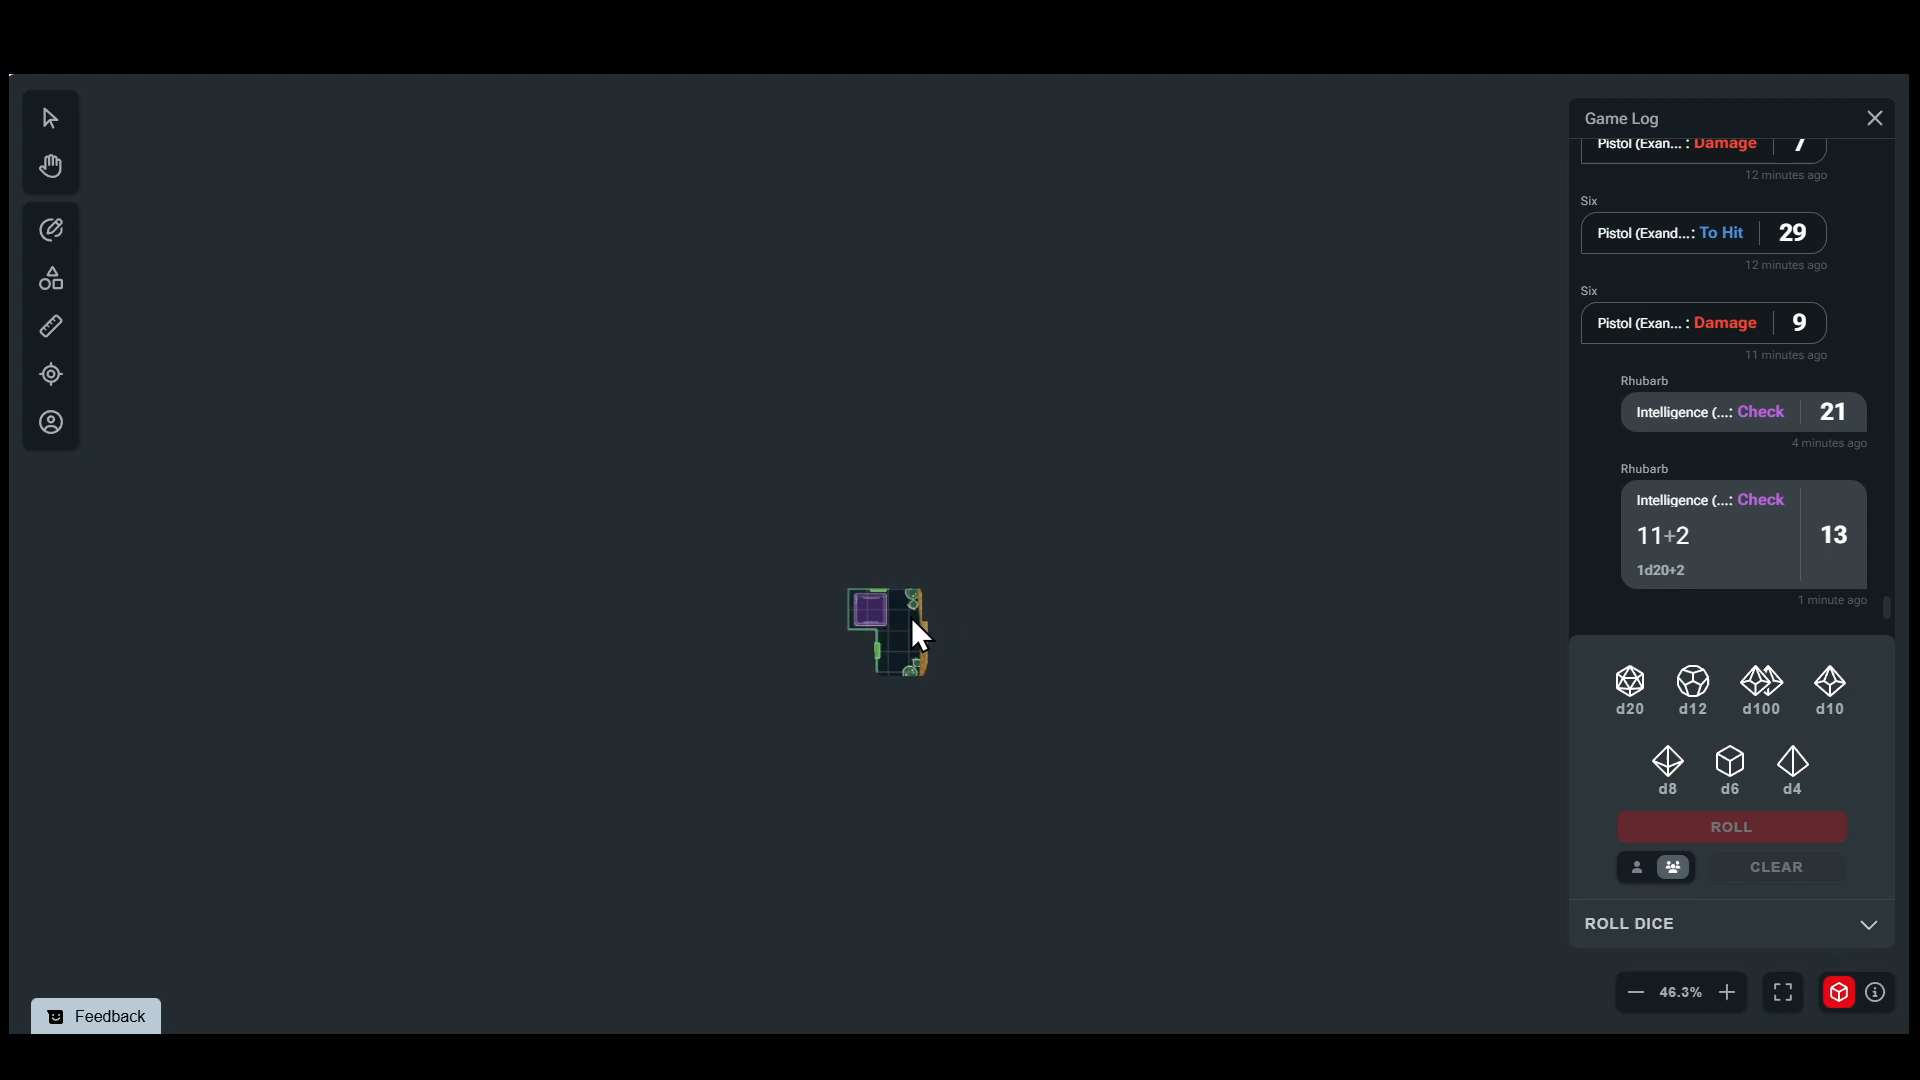 Game Log
Pistol (Exan... : Damage 7
12 minutes ago
Six
Pistol (Exand...: To Hit 29
12 minutes ago
Six
Pistol (Exan... : Damage 9
11 minutes ago
Rhubarb
Intelligence (...: Check 21
4 minutes ago
Rhubarb
Intelligence (...: Check
11+2
13
1d20+2
1 minute ago
d20 d12 d100 d10
d8 d6 d4
ROLL
CLEAR
ROLL DICE
46.3%
Feedback